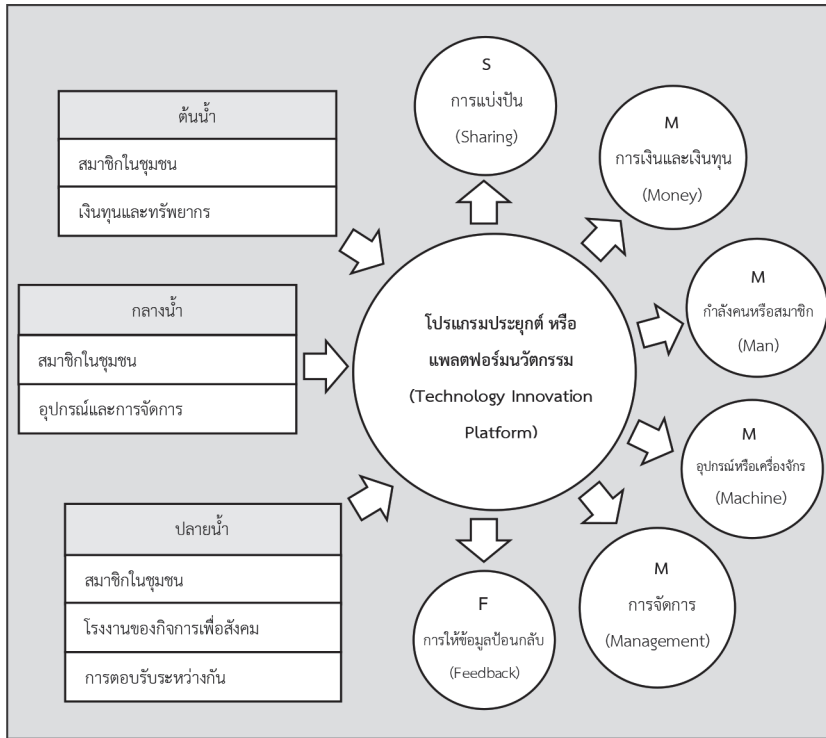 ต้นน้ำ
สมาชิกในชุมชน
เงินทุนและทรัพยากร
กลางน้ำ
สมาชิกในชุมชน
อุปกรณ์และการจัดการ
ปลายน้ำ
สมาชิกในชุมชน
โรงงานของกิจการเพื่อสังคม
การตอบรับระหว่างกัน
โปรแกรมประยุกต์ หรือ
แพลตฟอร์มนวัตกรรม
(Technology Innovation
Platform)
S
การแบ่งปัน
(Sharing)
M
การเงินและเงินทุน
(Money)
M
กำลังคนหรือสมาชิก
(Man)
M
อุปกรณ์หรือเครื่องจักร
(Machine)
M
การจัดการ
(Management)
F
การให้ข้อมูลป้อนกลับ
(Feedback)